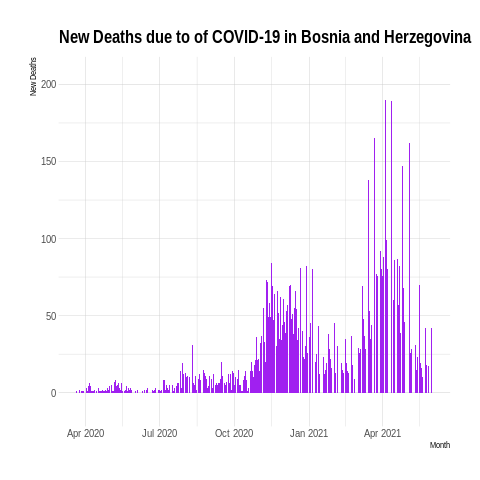 New Deaths due to of COVID-19 in Bosnia and Herzegovina
New Deaths
200
150
100
50
0
Apr 2020 Jul 2020 Oct 2020 Jan 2021 Apr 2021
Month